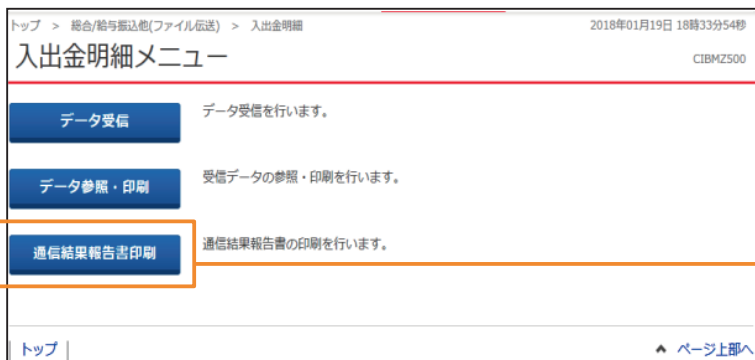 トップ > 総合/給与振込他(ファイル伝送) > 入出金明細 2018年01月19日 18時33分54秒
入出金明細メニュー CIBMZ500
データ受信 データ受信を行います。
データ参照・印刷 受信データの参照・印刷を行います。
通信結果報告書印刷 通信結果報告書の印刷を行います。
トップ ページ上部へ